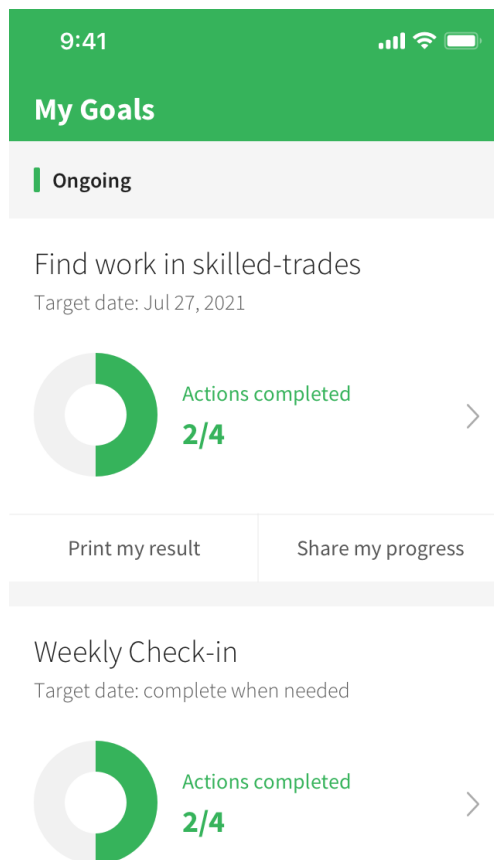 9:41
My Goals
Ongoing
Find work in skilled-trades
Target date: Jul 27, 2021
Actions completed
2/4
Print my result
Share my progress
Weekly Check-in
Target date: complete when needed
Actions completed
2/4